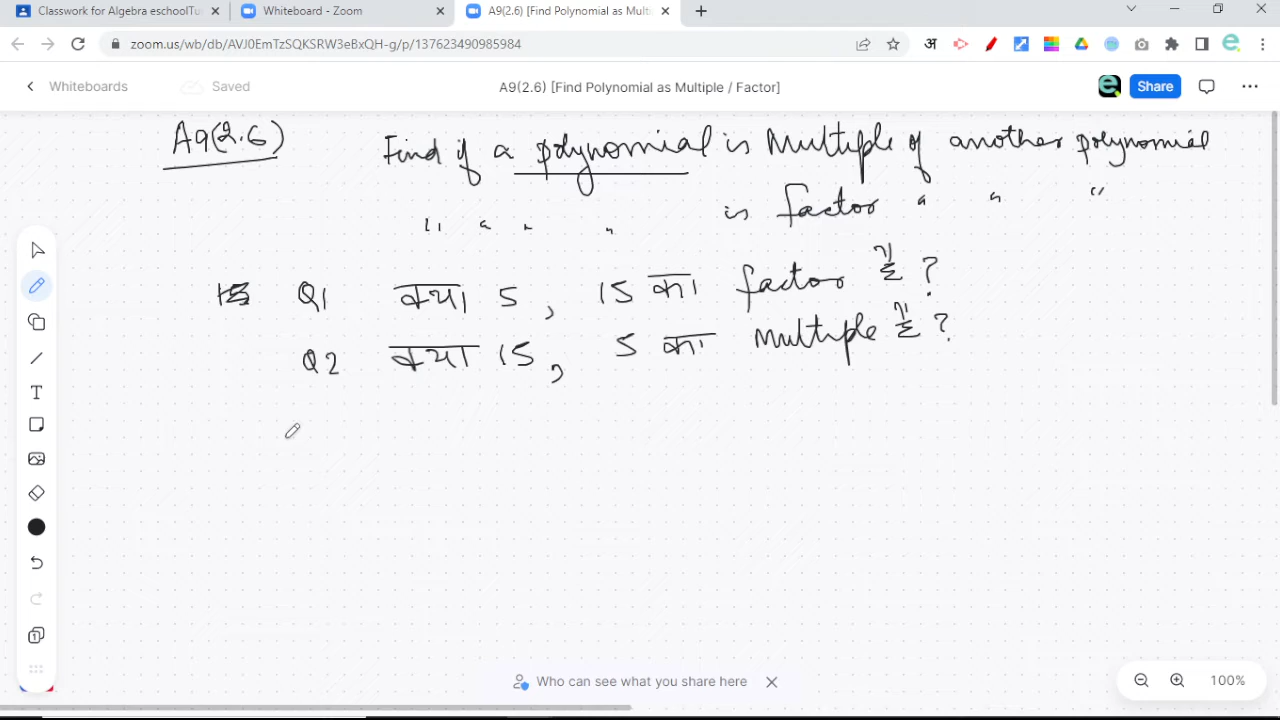 Classwork for Algebra eschoolTu
Whiteboard - Zoom
A9(2.6) [Find Polynomial as Mult
zoom.us/wb/db/AVJ0EmTzSQKSRW3eRxQH-g/p/137623490985984
अ
Whiteboards
Saved
A9(2.6) [Find Polynomial as Multiple / Factor]
Share
A9(2.6) Find if a polynomial is Multiple of another polynomial
" " " " is factor " " "
Q1 क्या 5, 15 का factor है?
Q2 क्या 15, 5 का multiple है?
T
Who can see what you share here
100%